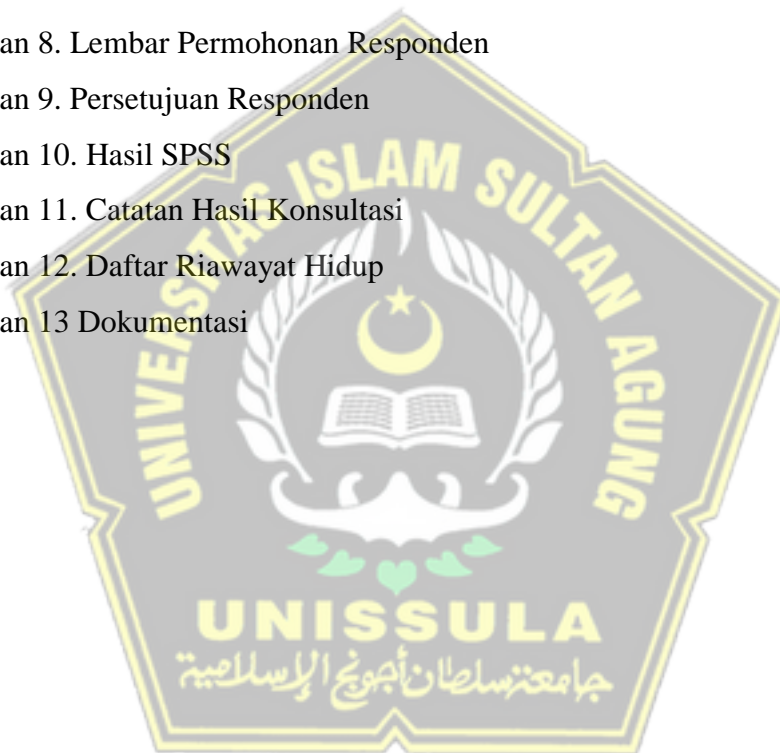 an 8. Lembar Permohonan Responden
an 9. Persetujuan Responden
an 10. Hasil SPSS
an 11. Catatan Hasil Konsultasi
an 12. Daftar Riawayat Hidup
an 13 Dokumentasi
UNIVERSITAS ISLAM SULTAN AGUNG
UNISSULA
جامعة سلطان أجونج الإسلامية